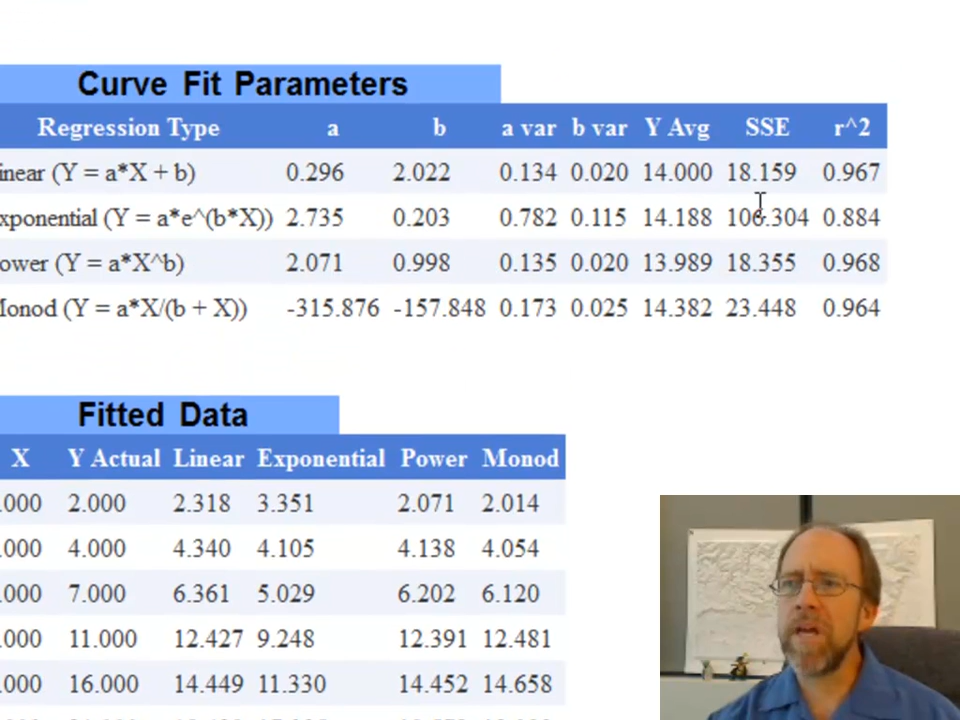 Curve Fit Parameters
Regression Type a b a var b var Y Avg SSE r^2
inear (Y = a*X + b) 0.296 2.022 0.134 0.020 14.000 18.159 0.967
xponential (Y = a*e^(b*X)) 2.735 0.203 0.782 0.115 14.188 106.304 0.884
ower (Y = a*X^b) 2.071 0.998 0.135 0.020 13.989 18.355 0.968
Monod (Y = a*X/(b + X)) -315.876 -157.848 0.173 0.025 14.382 23.448 0.964
Fitted Data
X Y Actual Linear Exponential Power Monod
.000 2.000 2.318 3.351 2.071 2.014
.000 4.000 4.340 4.105 4.138 4.054
.000 7.000 6.361 5.029 6.202 6.120
.000 11.000 12.427 9.248 12.391 12.481
.000 16.000 14.449 11.330 14.452 14.658